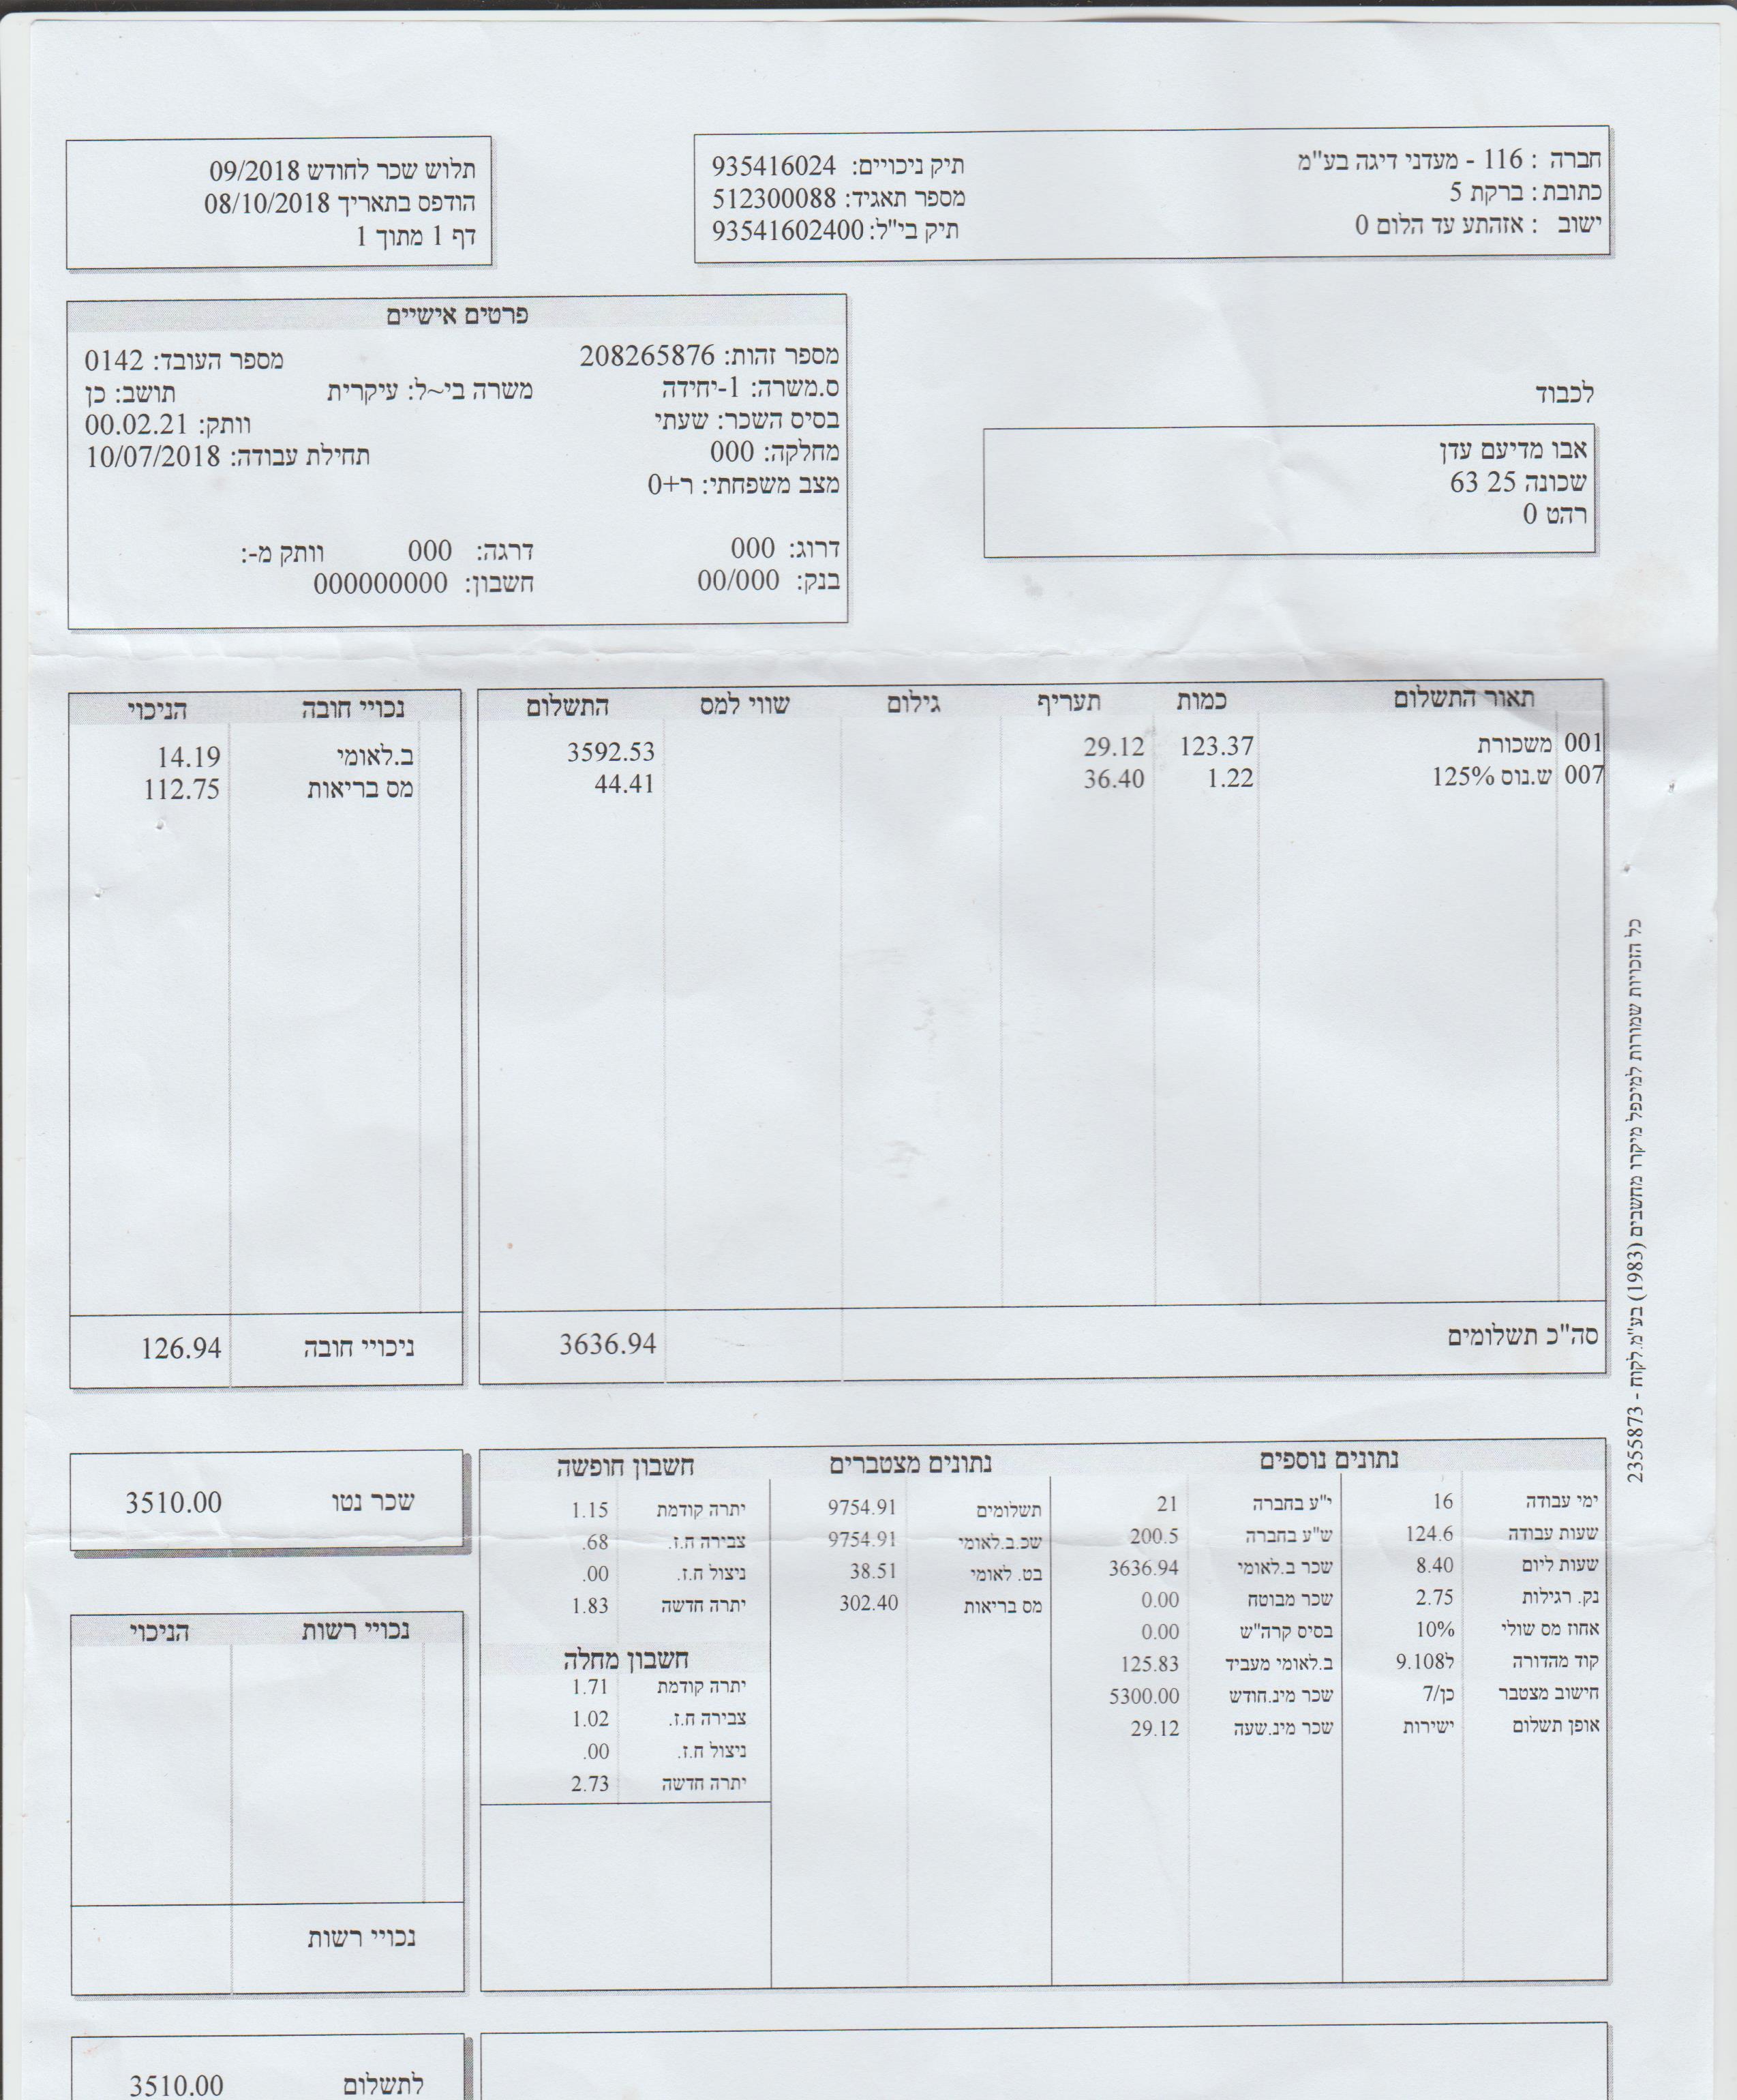 חברה : 116 - מעדני דיגה בע"מ
כתובת : ברקת 5
ישוב : אזהתע עד הלום 0
תיק ניכויים: 935416024
מספר תאגיד: 512300088
תיק בי"ל: 93541602400
תלוש שכר לחודש 09/2018
הודפס בתאריך 08/10/2018
דף 1 מתוך 1
פרטים אישיים
מספר זהות: 208265876 מספר העובד: 0142
ס.משרה: 1-יחידה משרה בי~ל: עיקרית תושב: כן
בסיס השכר: שעתי וותק: 00.02.21
מחלקה: 000 תחילת עבודה: 10/07/2018
מצב משפחתי: ר+0
דרוג: 000 דרגה: 000 וותק מ-:
בנק: 00/000 חשבון: 000000000
לכבוד
אבו מדיעם עדן
שכונה 25 63
רהט 0
תאור התשלום כמות תעריף גילום שווי למס התשלום
001 משכורת 123.37 29.12 3592.53
007 ש.נוס 125% 1.22 36.40 44.41
סה"כ תשלומים 3636.94
נכויי חובה הניכוי
ב.לאומי 14.19
מס בריאות 112.75
ניכויי חובה 126.94
כל הזכויות שמורות למיכפל מיקרו מחשבים (1983) בע"מ.לקוח - 2355873
נתונים נוספים
ימי עבודה 16 י"ע בחברה 21
שעות עבודה 124.6 ש"ע בחברה 200.5
שעות ליום 8.40 שכר ב.לאומי 3636.94
נק. רגילות 2.75 שכר מבוטח 0.00
אחוז מס שולי 10% בסיס קרה"ש 0.00
קוד מהדורה ל9.108 ב.לאומי מעביד 125.83
חישוב מצטבר כן/7 שכר מינ.חודש 5300.00
אופן תשלום ישירות שכר מינ.שעה 29.12
נתונים מצטברים
תשלומים 9754.91
שכ.ב.לאומי 9754.91
בט. לאומי 38.51
מס בריאות 302.40
חשבון חופשה
יתרה קודמת 1.15
צבירה ח.ז. .68
ניצול ח.ז. .00
יתרה חדשה 1.83
חשבון מחלה
יתרה קודמת 1.71
צבירה ח.ז. 1.02
ניצול ח.ז. .00
יתרה חדשה 2.73
שכר נטו 3510.00
נכויי רשות הניכוי
נכויי רשות
לתשלום 3510.00